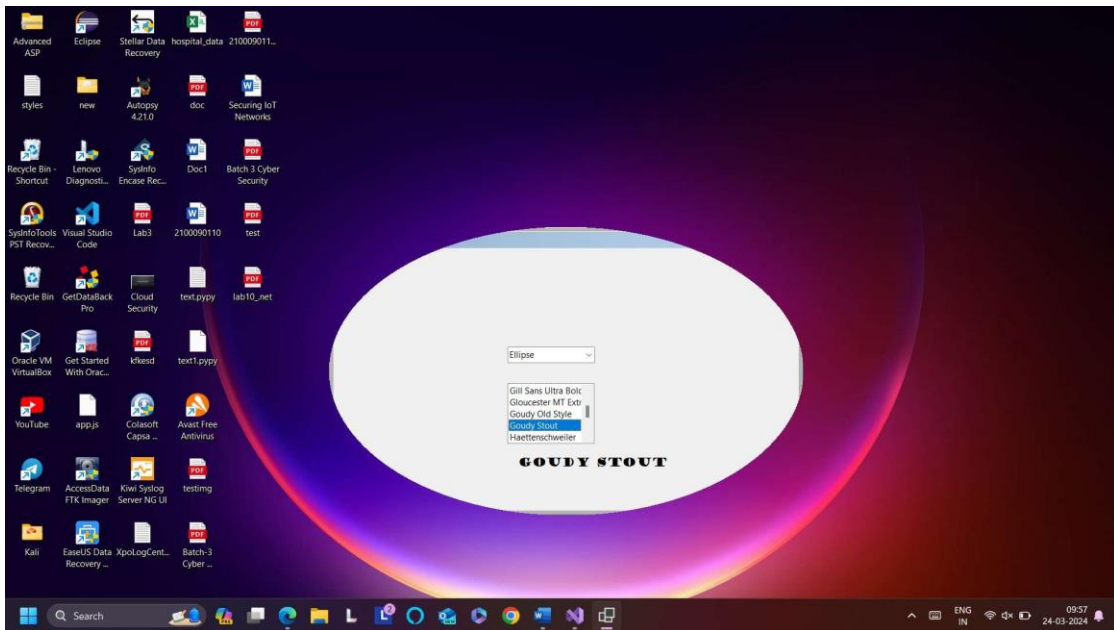 Advanced ASP
Eclipse
Stellar Data Recovery
hospital_data
210009011...
styles
new
Autopsy 4.21.0
doc
Securing IoT Networks
Recycle Bin - Shortcut
Lenovo Diagnosti...
SysInfo Encase Rec...
Doc1
Batch 3 Cyber Security
SysInfoTools PST Recov...
Visual Studio Code
Lab3
2100090110
test
Recycle Bin
GetDataBack Pro
Cloud Security
text.pypy
lab10_.net
Oracle VM VirtualBox
Get Started With Orac...
kfkesd
text1.pypy
YouTube
app.js
Colasoft Capsa ...
Avast Free Antivirus
Telegram
AccessData FTK Imager
Kiwi Syslog Server NG UI
testimg
Kali
EaseUS Data Recovery ...
XpoLogCent...
Batch-3 Cyber ...
Ellipse
Gill Sans Ultra Bolc
Gloucester MT Extr
Goudy Old Style
Goudy Stout
Haettenschweiler
GOUDY STOUT
Search
ENG
IN
09:57
24-03-2024